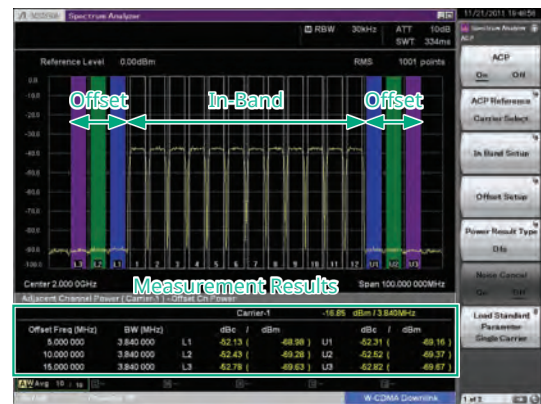 Spectrum Analyzer
11/21/2011 18:46:56
RBW 30kHz ATT 10dB
SWT 334ms
Spectrum Analyzer
ACP
Reference Level 0.00dBm RMS 1001 points
ACP
On Off
0.0
-10.0
-20.0
-40.0
-60.0
-80.0
-90.0
-100.0
Offset In-Band Offset
ACP Reference
Carrier Select
In Band Setup
Offset Setup
Power Result Type
Noise Cancel
On Off
Load Standard
Parameter
Single Carrier
L3 L2 L1 1 2 3 4 5 6 7 8 9 10 11 12 U1 U2 U3
Center 2.000 0GHz Span 100.000 000MHz
Measurement Results
Adjacent Channel Power ( Carrier-1 ) - Offset Ch Power
Carrier-1 -16.85 dBm / 3.840MHz
Offset Freq (MHz) BW (MHz) dBc / dBm dBc / dBm
5.000 000 3.840 000 L1 -52.13 ( -68.98 ) U1 -52.31 ( -69.16 )
10.000 000 3.840 000 L2 -52.43 ( -69.28 ) U2 -52.52 ( -69.37 )
15.000 000 3.840 000 L3 -52.78 ( -69.63 ) U3 -52.82 ( -69.67 )
Avg 10 / 10
W-CDMA Downlink
1 of 2